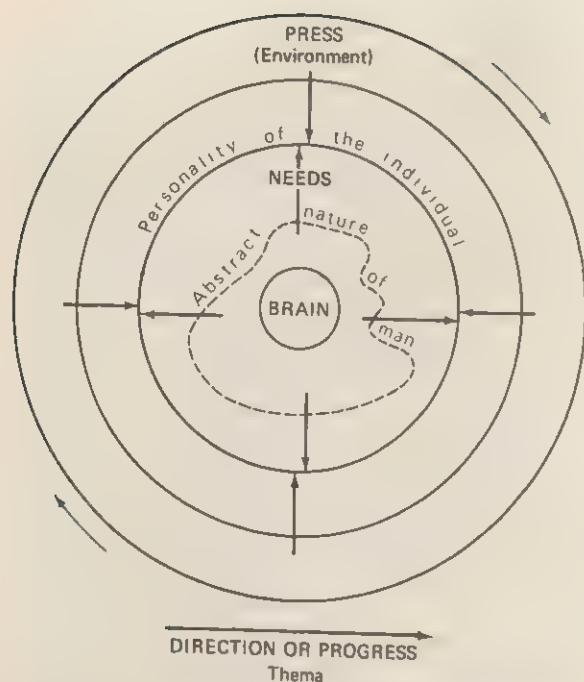 PRESS
(Environment)
Personality of the individual
NEEDS
Abstract nature of man
BRAIN
DIRECTION OR PROGRESS
Thema